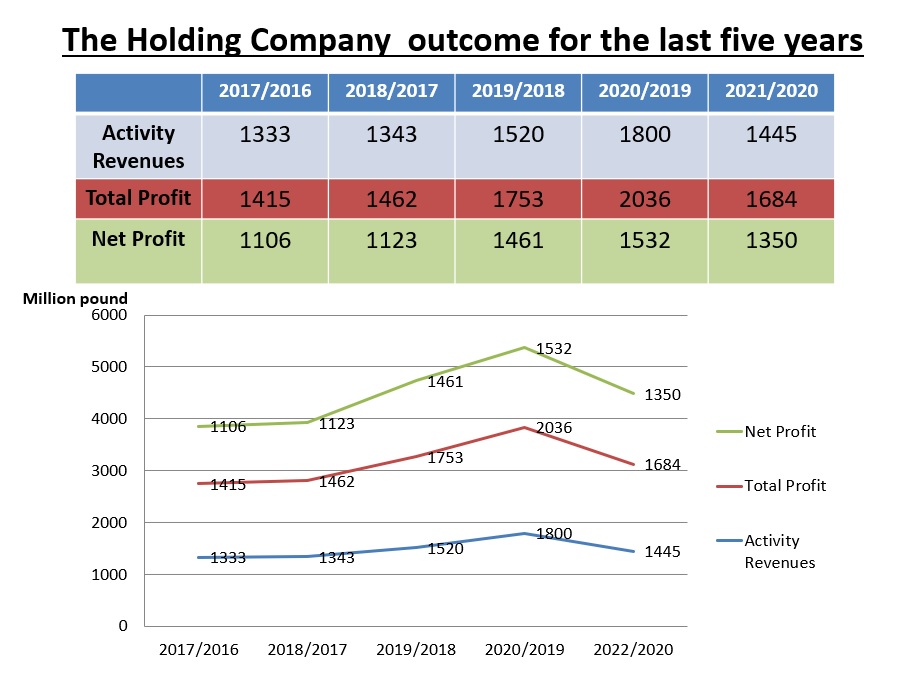 The Holding Company  outcome for the last five years
2017/2016 2018/2017 2019/2018 2020/2019 2021/2020
Activity Revenues 1333 1343 1520 1800 1445
Total Profit 1415 1462 1753 2036 1684
Net Profit 1106 1123 1461 1532 1350
Million pound
6000
5000
4000
3000
2000
1000
0
1106 1123 1461 1532 1350
1415 1462 1753 2036 1684
1333 1343 1520 1800 1445
2017/2016 2018/2017 2019/2018 2020/2019 2022/2020
Net Profit
Total Profit
Activity
Revenues